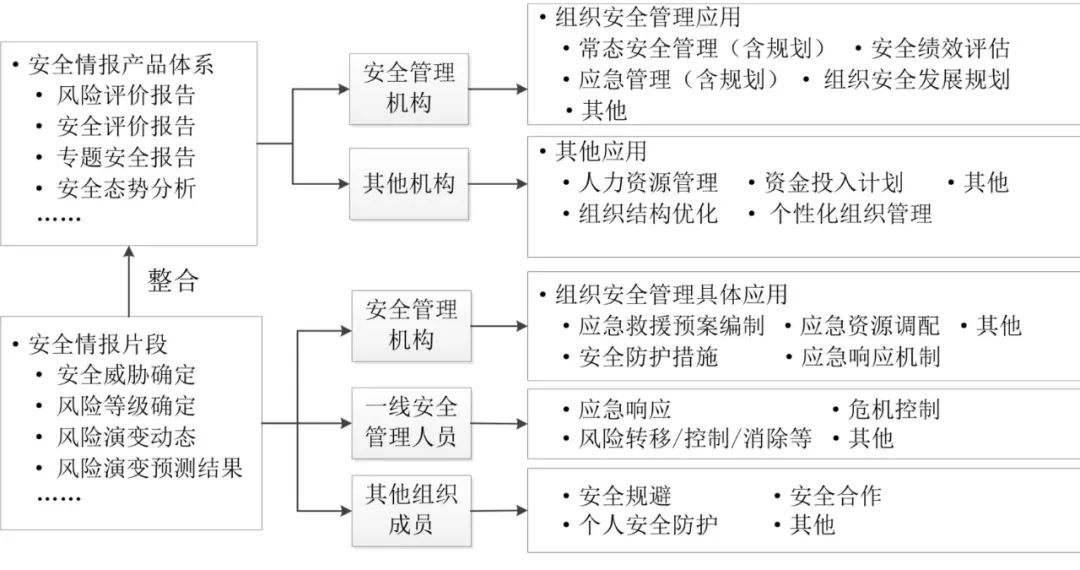 • 安全情报产品体系
• 风险评价报告
• 安全评价报告
• 专题安全报告
• 安全态势分析
……
安全管理
机构
其他机构
• 组织安全管理应用
• 常态安全管理（含规划） • 安全绩效评估
• 应急管理（含规划） • 组织安全发展规划
• 其他
• 其他应用
• 人力资源管理 • 资金投入计划 • 其他
• 组织结构优化 • 个性化组织管理
整合
• 安全情报片段
• 安全威胁确定
• 风险等级确定
• 风险演变动态
• 风险演变预测结果
……
安全管理
机构
一线安全
管理人员
其他组织
成员
• 组织安全管理具体应用
• 应急救援预案编制 • 应急资源调配 • 其他
• 安全防护措施 • 应急响应机制
• 应急响应 • 危机控制
• 风险转移/控制/消除等 • 其他
• 安全规避 • 安全合作
• 个人安全防护 • 其他